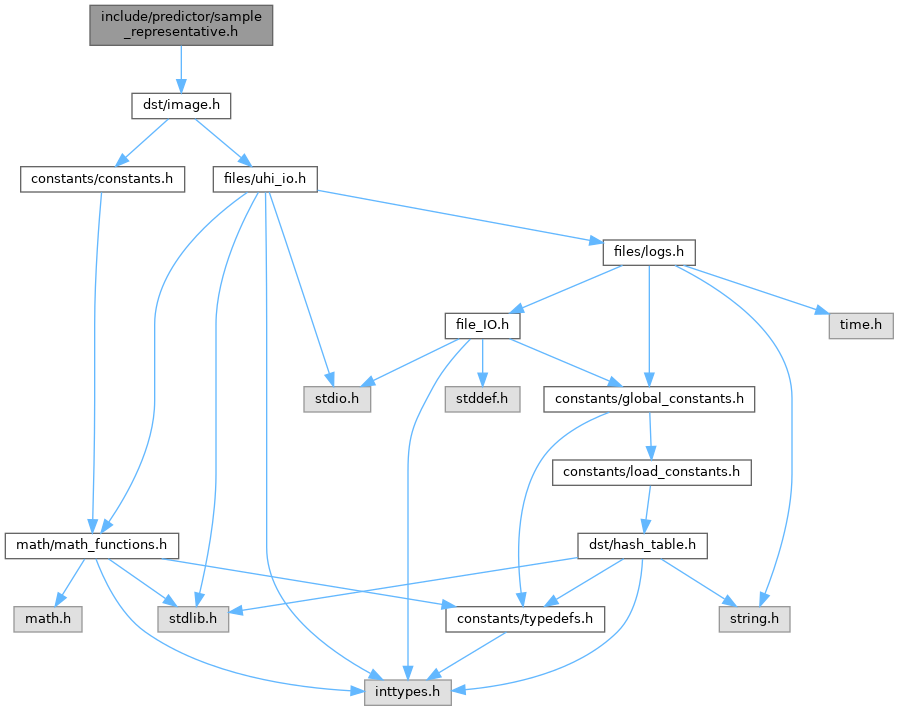 include/predictor/sample
_representative.h
dst/image.h
constants/constants.h
files/uhi_io.h
files/logs.h
file_IO.h
time.h
stdio.h
stddef.h
constants/global_constants.h
constants/load_constants.h
math/math_functions.h
dst/hash_table.h
math.h
stdlib.h
constants/typedefs.h
string.h
inttypes.h